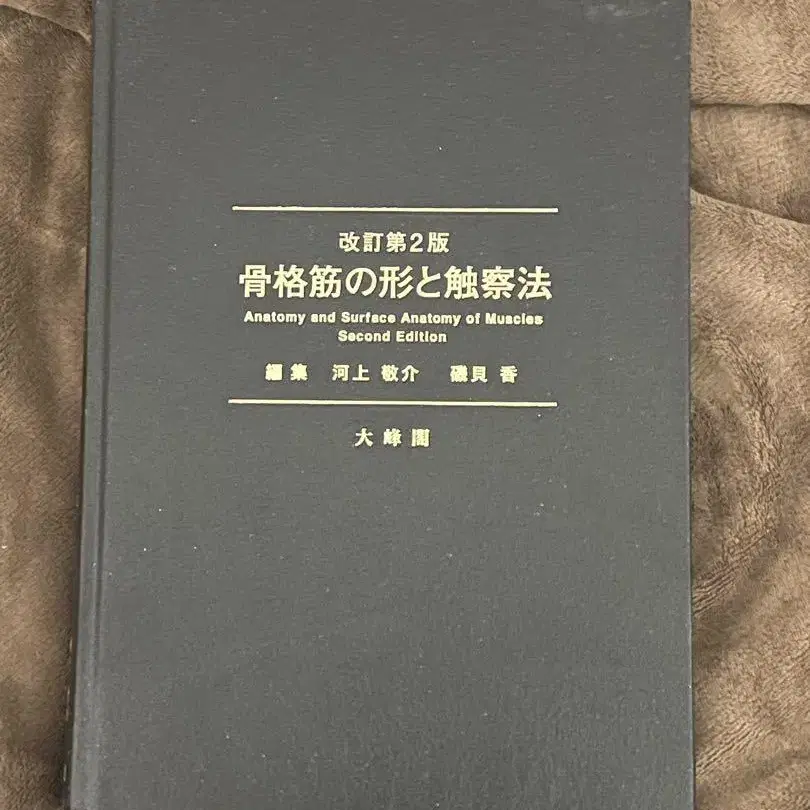 改訂第2版
骨格筋の形と触察法
Anatomy and Surface Anatomy of Muscles
Second Edition
編集 河上 敬介 磯貝 香
大峰閣